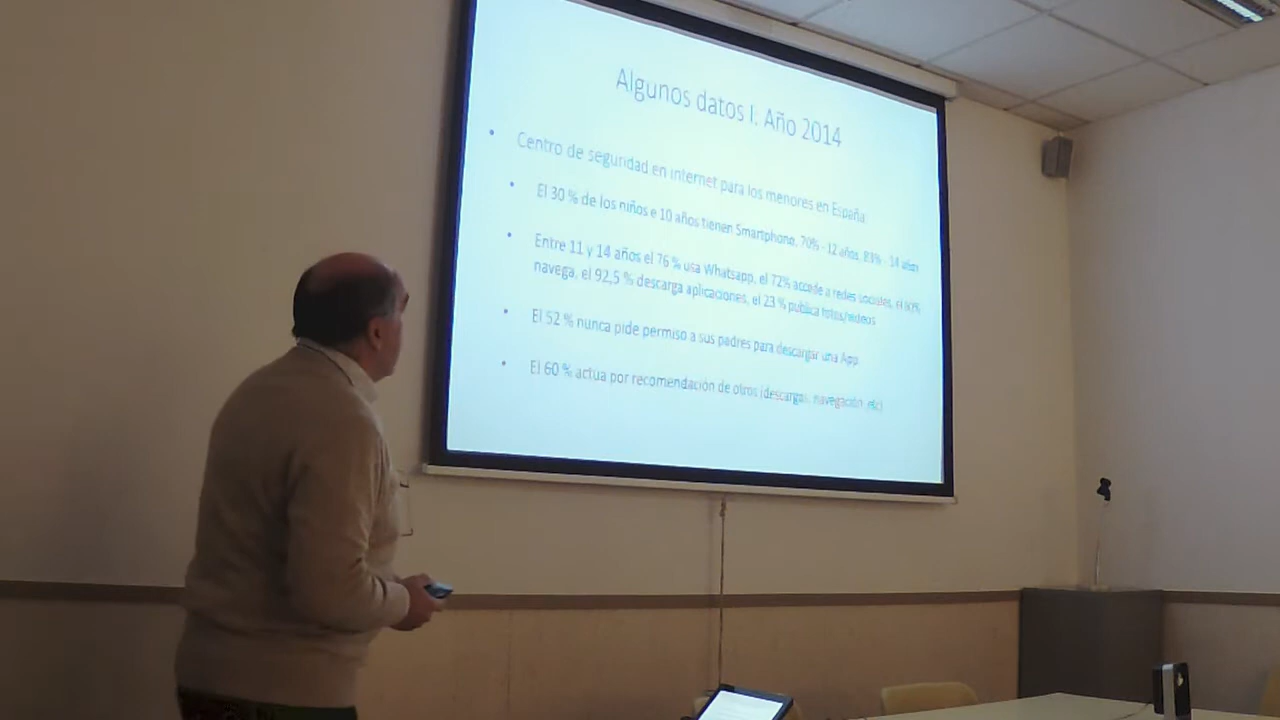 Algunos datos I. Año 2014
• Centro de seguridad en internet para los menores en España
• El 30 % de los niños e 10 años tienen Smartphone, 70% - 12 años, 83% - 14 años
• Entre 11 y 14 años el 76 % usa Whatsapp, el 72% accede a redes sociales, el
navega, el 92,5 % descarga aplicaciones, el 23 % publica fotos/videos
• El 52 % nunca pide permiso a sus padres para descargar una App
• El 60 % actua por recomendación de otros (descargas, navegación, etc)